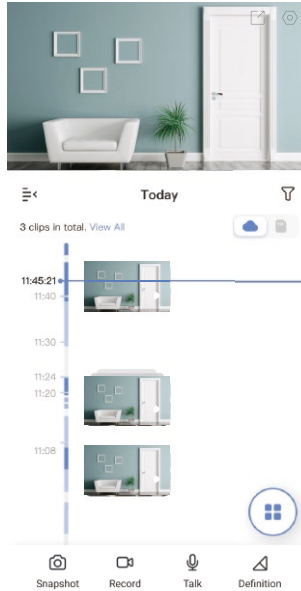 Today
3 clips in total. View All
11:45:21
11:40
11:30
11:24
11:20
11:08
Snapshot Record Talk Definition